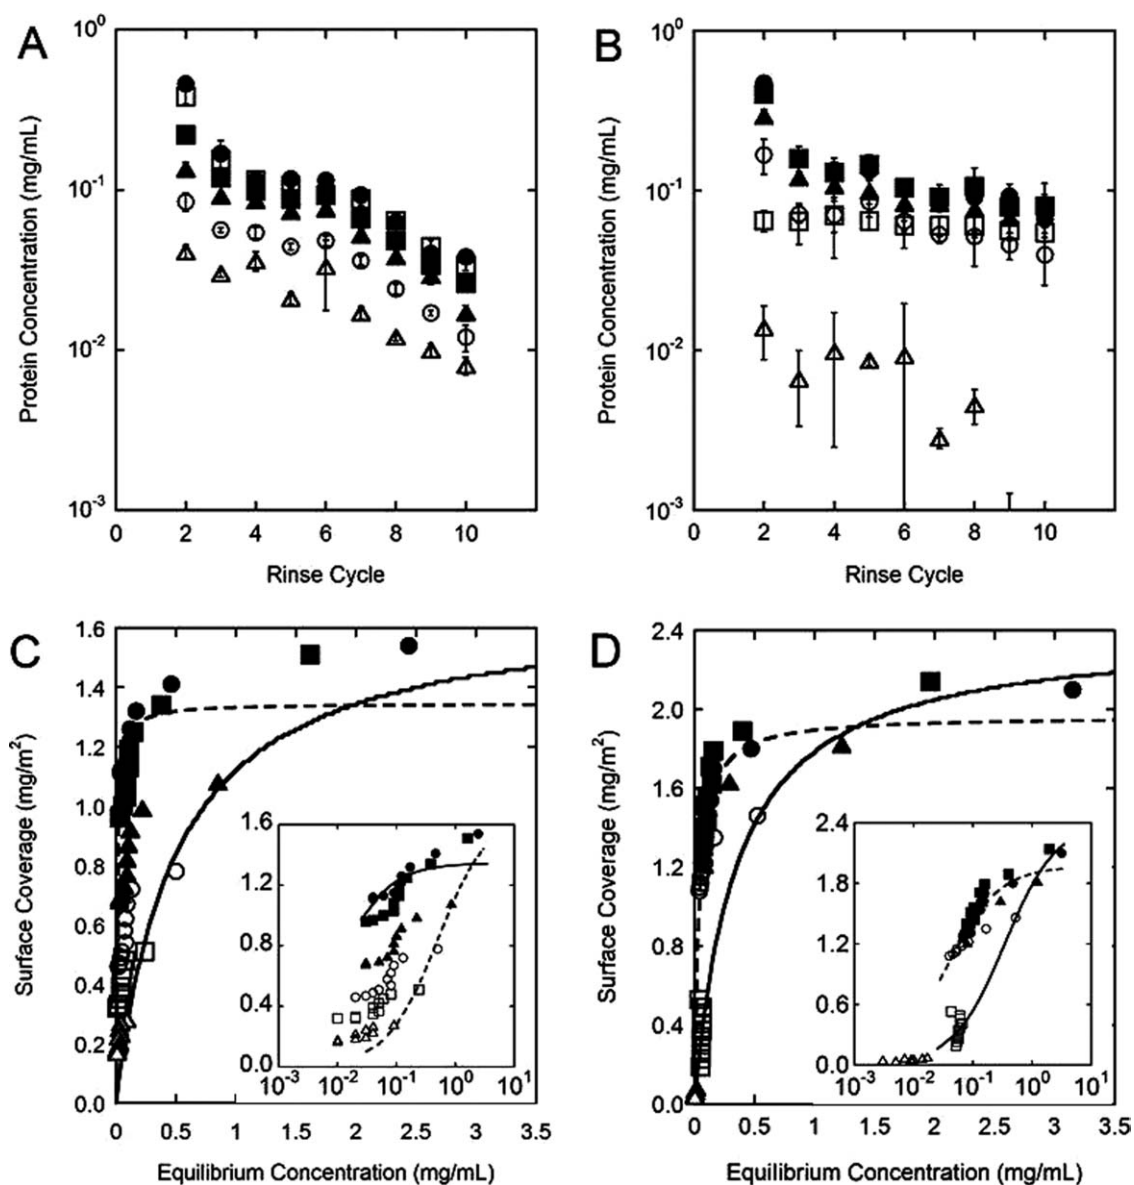 A
B
Protein Concentration (mg/mL)
10^0
10^-1
10^-2
10^-3
0 2 4 6 8 10
Rinse Cycle
Protein Concentration (mg/mL)
10^0
10^-1
10^-2
10^-3
0 2 4 6 8 10
Rinse Cycle
C
Surface Coverage (mg/m^2)
1.6
1.4
1.2
1.0
0.8
0.6
0.4
0.2
0.0
0 0.5 1 1.5 2 2.5 3 3.5
Equilibrium Concentration (mg/mL)
1.6
1.2
0.8
0.4
0.0
10^-3 10^-2 10^-1 10^0 10^1
D
Surface Coverage (mg/m^2)
2.4
2.0
1.6
1.2
0.8
0.4
0.0
0 0.5 1 1.5 2 2.5 3 3.5
Equilibrium Concentration (mg/mL)
2.4
1.8
1.2
0.6
0.0
10^-3 10^-2 10^-1 10^0 10^1